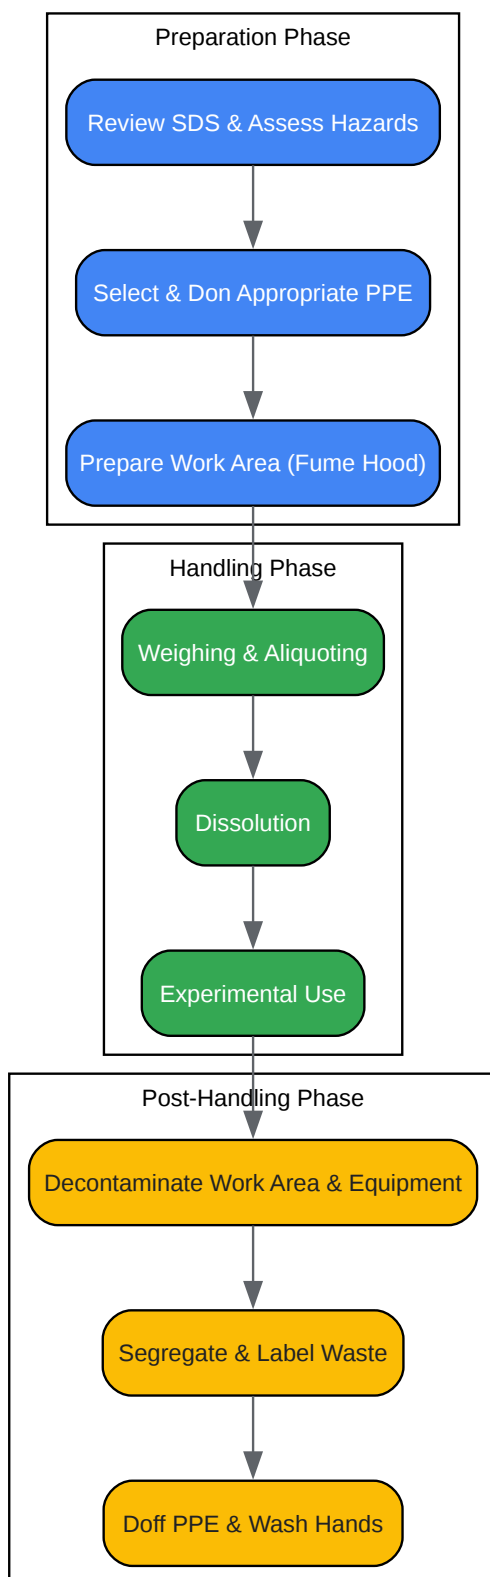 Preparation Phase
Review SDS & Assess Hazards
Select & Don Appropriate PPE
Prepare Work Area (Fume Hood)
Handling Phase
Weighing & Aliquoting
Dissolution
Experimental Use
Post-Handling Phase
Decontaminate Work Area & Equipment
Segregate & Label Waste
Doff PPE & Wash Hands